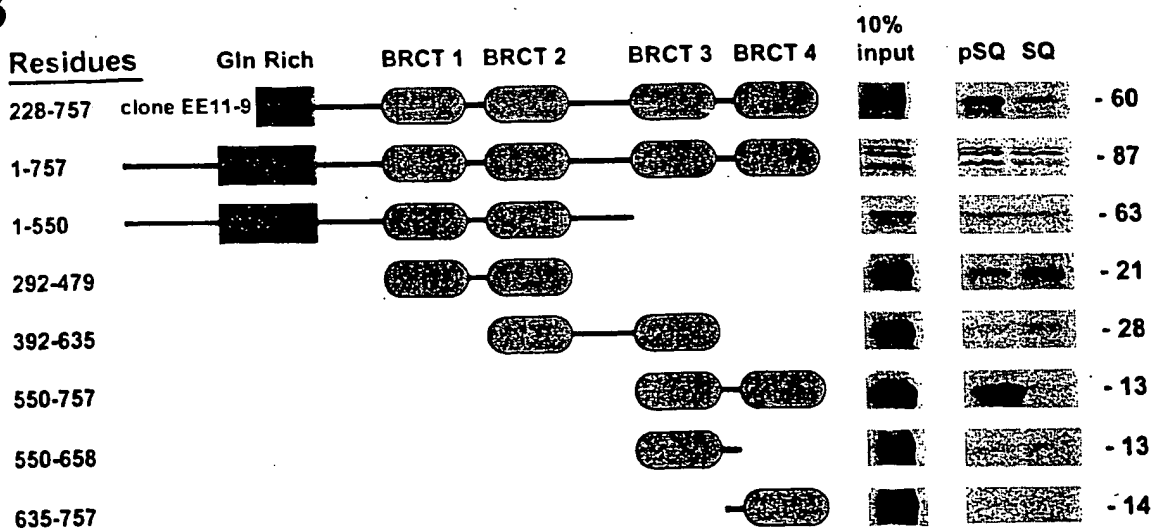 10%
Residues Gln Rich BRCT 1 BRCT 2 BRCT 3 BRCT 4 input pSQ SQ
228-757 clone EE11-9 - 60
1-757 - 87
1-550 - 63
292-479 - 21
392-635 - 28
550-757 - 13
550-658 - 13
635-757 - 14